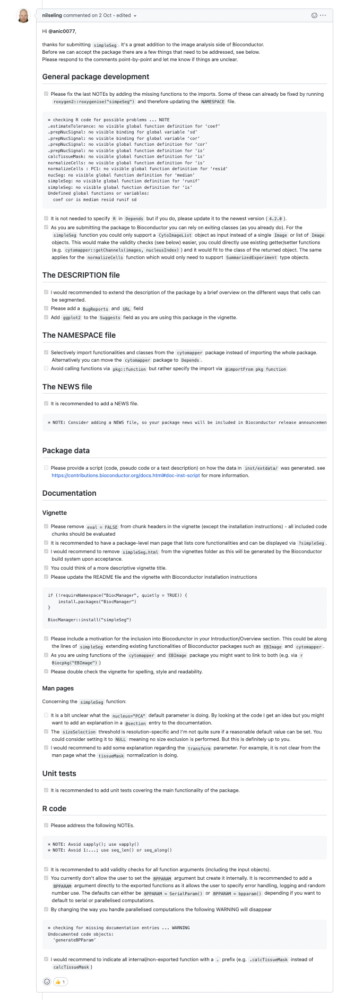 nilseling commented on 2 Oct • edited
Hi @anic0077,
thanks for submitting simpleSeg. It's a great addition to the image analysis side of Bioconductor.
Before we can accept the package there are a few things that need to be addressed, see below.
Please respond to the comments point-by-point and let me know if things are unclear.
General package development
Please fix the last NOTEs by adding the missing functions to the imports. Some of these can already be fixed by running
roxygen2::roxygenise("simpeSeg") and therefore updating the NAMESPACE file.
* checking R code for possible problems ... NOTE
.estimateTolerance: no visible global function definition for ‘coef’
.prepNucSignal: no visible binding for global variable ‘sd’
.prepNucSignal: no visible binding for global variable ‘cor’
.prepNucSignal: no visible global function definition for ‘cor’
.prepNucSignal: no visible global function definition for ‘is’
calcTissueMask: no visible global function definition for ‘is’
normalizeCells: no visible global function definition for ‘is’
normalizeCells : PC1: no visible global function definition for ‘resid’
nucSeg: no visible global function definition for ‘median’
simpleSeg: no visible global function definition for ‘runif’
simpleSeg: no visible global function definition for ‘is’
Undefined global functions or variables:
coef cor is median resid runif sd
It is not needed to specify R in Depends but if you do, please update it to the newest version ( 4.2.0 ).
As you are submitting the package to Bioconductor you can rely on exiting classes (as you already do). For the
simpleSeg function you could only support a CytoImageList object as input instead of a single Image or list of Image
objects. This would make the validity checks (see below) easier, you could directly use existing getter/setter functions
(e.g. cytomapper::getChannels(images, nucleusIndex) ) and it would fit to the class of the returned object. The same
applies for the normalizeCells function which would only need to support SummarizedExperiment type objects.
The DESCRIPTION file
I would recommended to extend the description of the package by a brief overview on the different ways that cells can
be segmented.
Please add a BugReports and URL field
Add ggplot2 to the Suggests field as you are using this package in the vignette.
The NAMESPACE file
Selectively import functionalities and classes from the cytomapper package instead of importing the whole package.
Alternatively you can move the cytomapper package to Depends .
Avoid calling functions via pkg::function but rather specify the import via @importFrom pkg function
The NEWS file
It is recommended to add a NEWS file.
* NOTE: Consider adding a NEWS file, so your package news will be included in Bioconductor release announcemen
Package data
Please provide a script (code, pseudo code or a text description) on how the data in inst/extdata/ was generated. see
https://contributions.bioconductor.org/docs.html#doc-inst-script for more information.
Documentation
Vignette
Please remove eval = FALSE from chunk headers in the vignette (except the installation instructions) - all included code
chunks should be evaluated
It is recommended to have a package-level man page that lists core functionalities and can be displayed via ?simpleSeg .
I would recommend to remove simpleSeg.html from the vignettes folder as this will be generated by the Bioconductor
build system upon acceptance.
You could think of a more descriptive vignette title.
Please update the README file and the vignette with Bioconductor installation instructions
if (!requireNamespace("BiocManager", quietly = TRUE)) {
install.packages("BiocManager")
}
BiocManager::install("simpleSeg")
Please include a motivation for the inclusion into Biocodunctor in your Introduction/Overview section. This could be along
the lines of simpleSeg extending existing functionalities of Bioconductor packages such as EBImage and cytomapper .
As you are using functions of the cytomapper and EBImage package you might want to link to both (e.g. via r
Biocpkg("EBImage") )
Please double check the vignette for spelling, style and readability.
Man pages
Concerning the simpleSeg function:
It is a bit unclear what the nucleus="PCA" default parameter is doing. By looking at the code I get an idea but you might
want to add an explanation in a @section entry to the documentation.
The sizeSelection threshold is resolution-specific and I'm not quite sure if a reasonable default value can be set. You
could consider setting it to NULL meaning no size exclusion is performed. But this is definitely up to you.
I would recommend to add some explanation regarding the transform parameter. For example, it is not clear from the
man page what the tissueMask normalization is doing.
Unit tests
It is recommended to add unit tests covering the main functionality of the package.
R code
Please address the following NOTEs.
* NOTE: Avoid sapply(); use vapply()
* NOTE: Avoid 1:...; use seq_len() or seq_along()
It is recommended to add validity checks for all function arguments (including the input objects).
You currently don't allow the user to set the BPPARAM argument but create it internally. It is recommended to add a
BPPARAM argument directly to the exported functions as it allows the user to specify error handling, logging and random
number use. The defaults can either be BPPARAM = SerialParam() or BPPARAM = bpparam() depending if you want to
default to serial or parallelised computations.
By changing the way you handle parallelised computations the following WARNING will disappear
* checking for missing documentation entries ... WARNING
Undocumented code objects:
‘generateBPParam’
I would recommend to indicate all internal/non-exported function with a . prefix (e.g. .calcTissueMask instead of
calcTissueMask )
👍 1